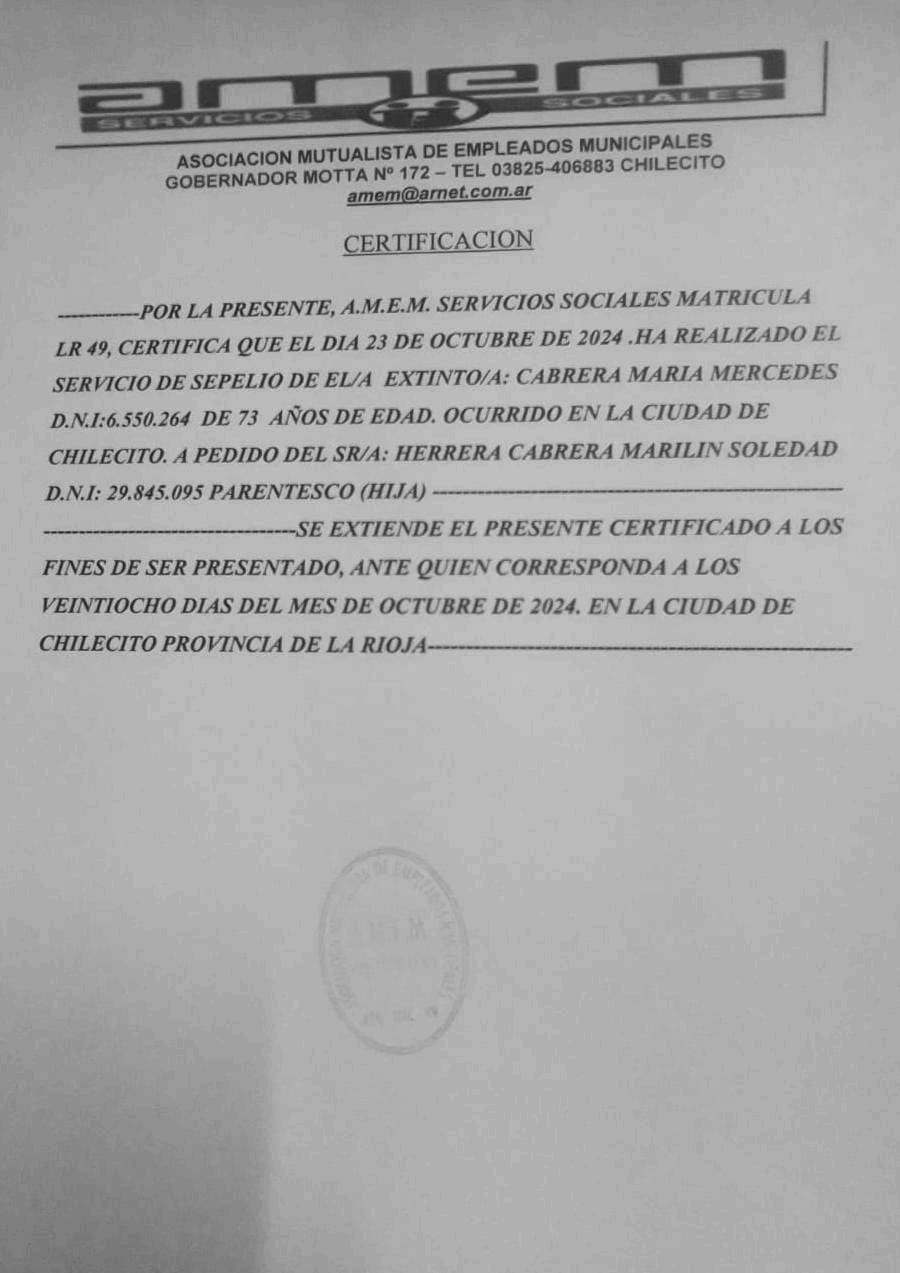 amem
SERVICIOS SOCIALES
ASOCIACION MUTUALISTA DE EMPLEADOS MUNICIPALES
GOBERNADOR MOTTA Nº 172 – TEL 03825-406883 CHILECITO
amem@arnet.com.ar
CERTIFICACION
------------POR LA PRESENTE, A.M.E.M. SERVICIOS SOCIALES MATRICULA
LR 49, CERTIFICA QUE EL DIA 23 DE OCTUBRE DE 2024 .HA REALIZADO EL
SERVICIO DE SEPELIO DE EL/A EXTINTO/A: CABRERA MARIA MERCEDES
D.N.I:6.550.264 DE 73 AÑOS DE EDAD. OCURRIDO EN LA CIUDAD DE
CHILECITO. A PEDIDO DEL SR/A: HERRERA CABRERA MARILIN SOLEDAD
D.N.I: 29.845.095 PARENTESCO (HIJA) ----------------------------------------------------------
------------------------------------SE EXTIENDE EL PRESENTE CERTIFICADO A LOS
FINES DE SER PRESENTADO, ANTE QUIEN CORRESPONDA A LOS
VEINTIOCHO DIAS DEL MES DE OCTUBRE DE 2024. EN LA CIUDAD DE
CHILECITO PROVINCIA DE LA RIOJA------------------------------------------------------------